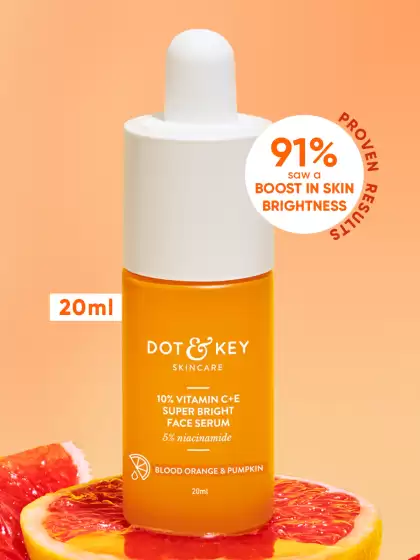 91%
saw a
BOOST IN SKIN
BRIGHTNESS
PROVEN RESULTS
20ml
DOT & KEY
SKINCARE
10% VITAMIN C+E
SUPER BRIGHT
FACE SERUM
5% niacinamide
BLOOD ORANGE & PUMPKIN
20ml